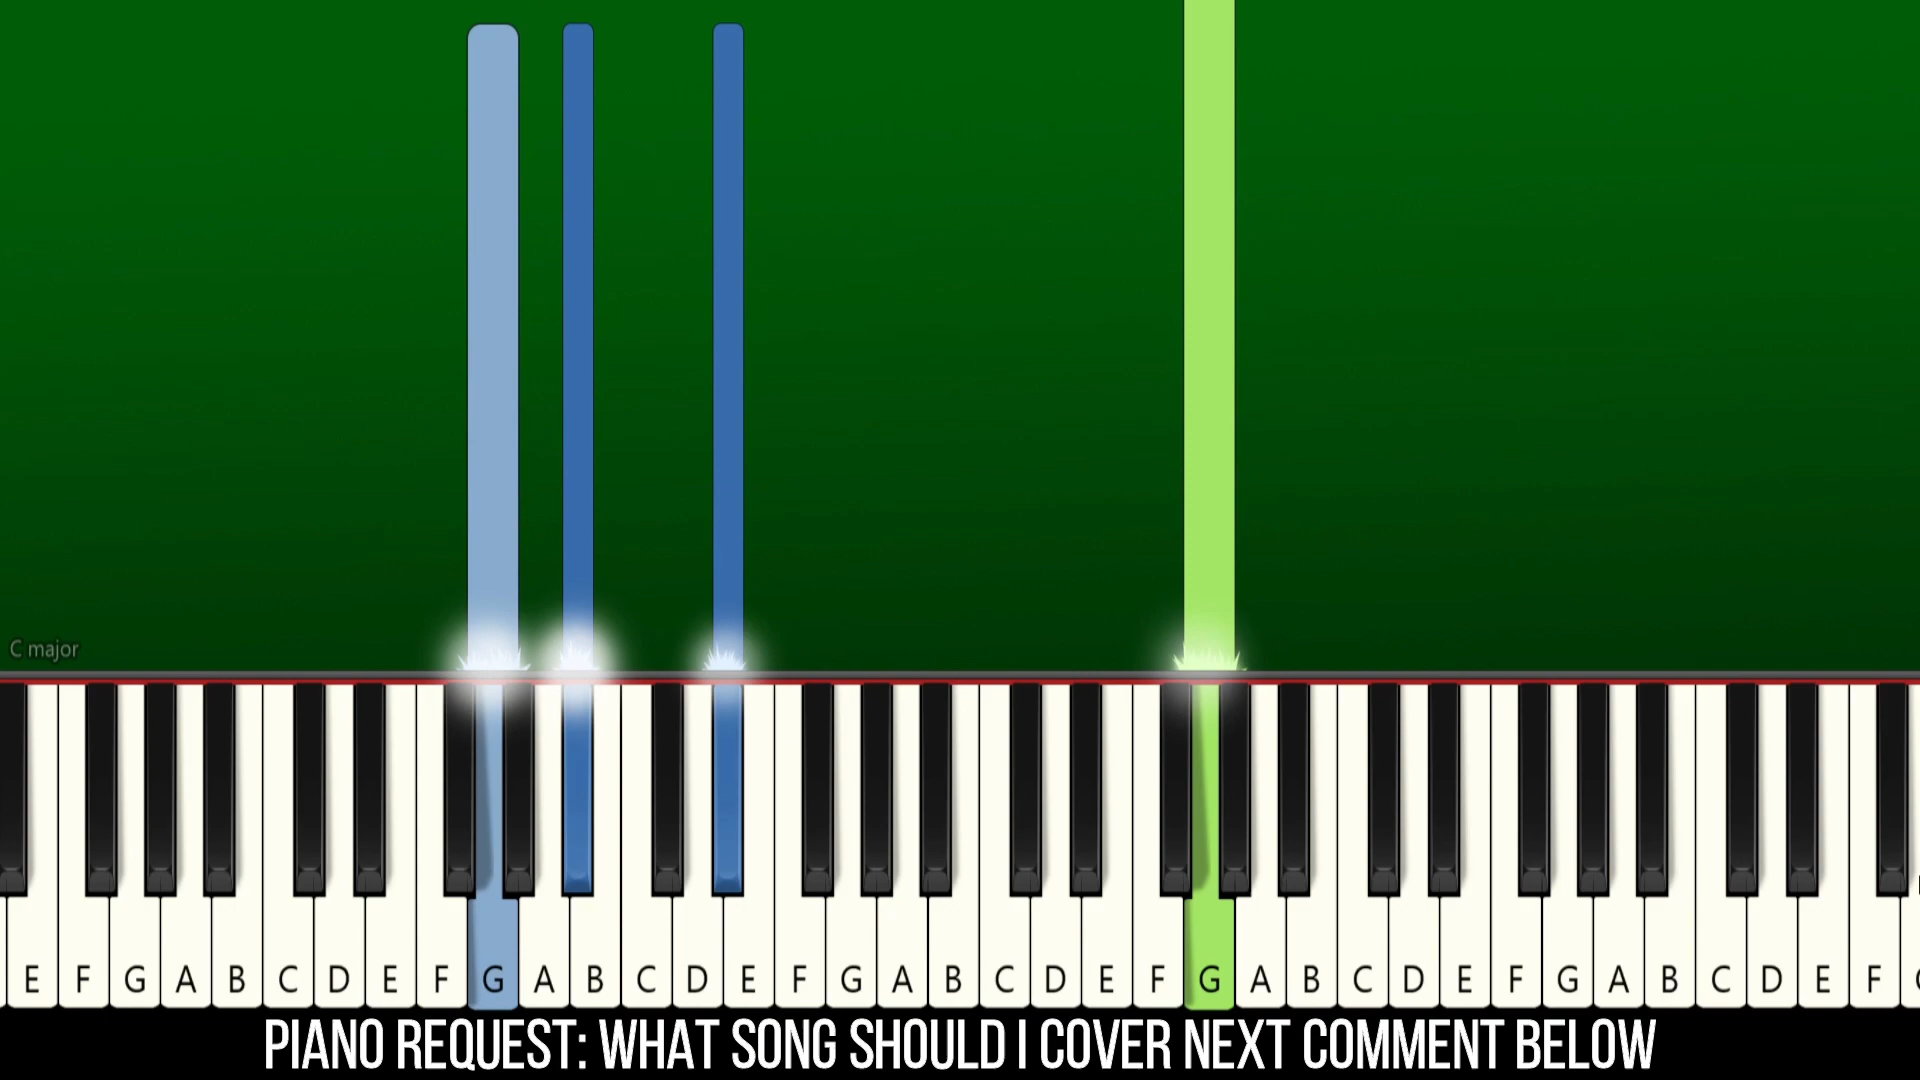 C major
E F G A B C D E F G A B C D E F G A B C D E F G A B C D E F G A B C D E F
PIANO REQUEST: WHAT SONG SHOULD I COVER NEXT COMMENT BELOW